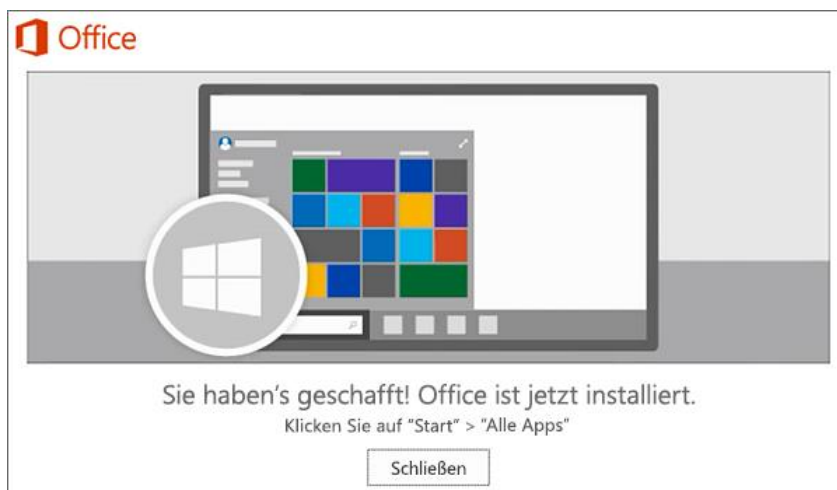 Office
Sie haben’s geschafft! Office ist jetzt installiert.
Klicken Sie auf “Start” > “Alle Apps”
Schließen